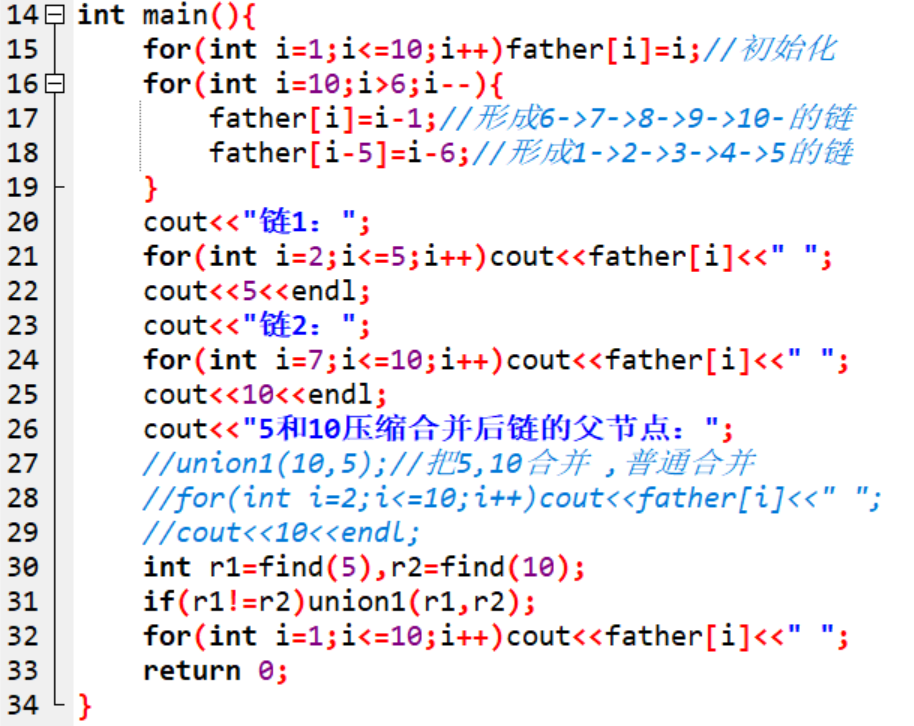 14 int main(){
15     for(int i=1;i<=10;i++)father[i]=i;//初始化
16     for(int i=10;i>6;i--){
17         father[i]=i-1;//形成6->7->8->9->10-的链
18         father[i-5]=i-6;//形成1->2->3->4->5的链
19     }
20     cout<<"链1: ";
21     for(int i=2;i<=5;i++)cout<<father[i]<<" ";
22     cout<<5<<endl;
23     cout<<"链2: ";
24     for(int i=7;i<=10;i++)cout<<father[i]<<" ";
25     cout<<10<<endl;
26     cout<<"5和10压缩合并后链的父节点: ";
27     //union1(10,5);//把5,10合并 ,普通合并
28     //for(int i=2;i<=10;i++)cout<<father[i]<<" ";
29     //cout<<10<<endl;
30     int r1=find(5),r2=find(10);
31     if(r1!=r2)union1(r1,r2);
32     for(int i=1;i<=10;i++)cout<<father[i]<<" ";
33     return 0;
34 }